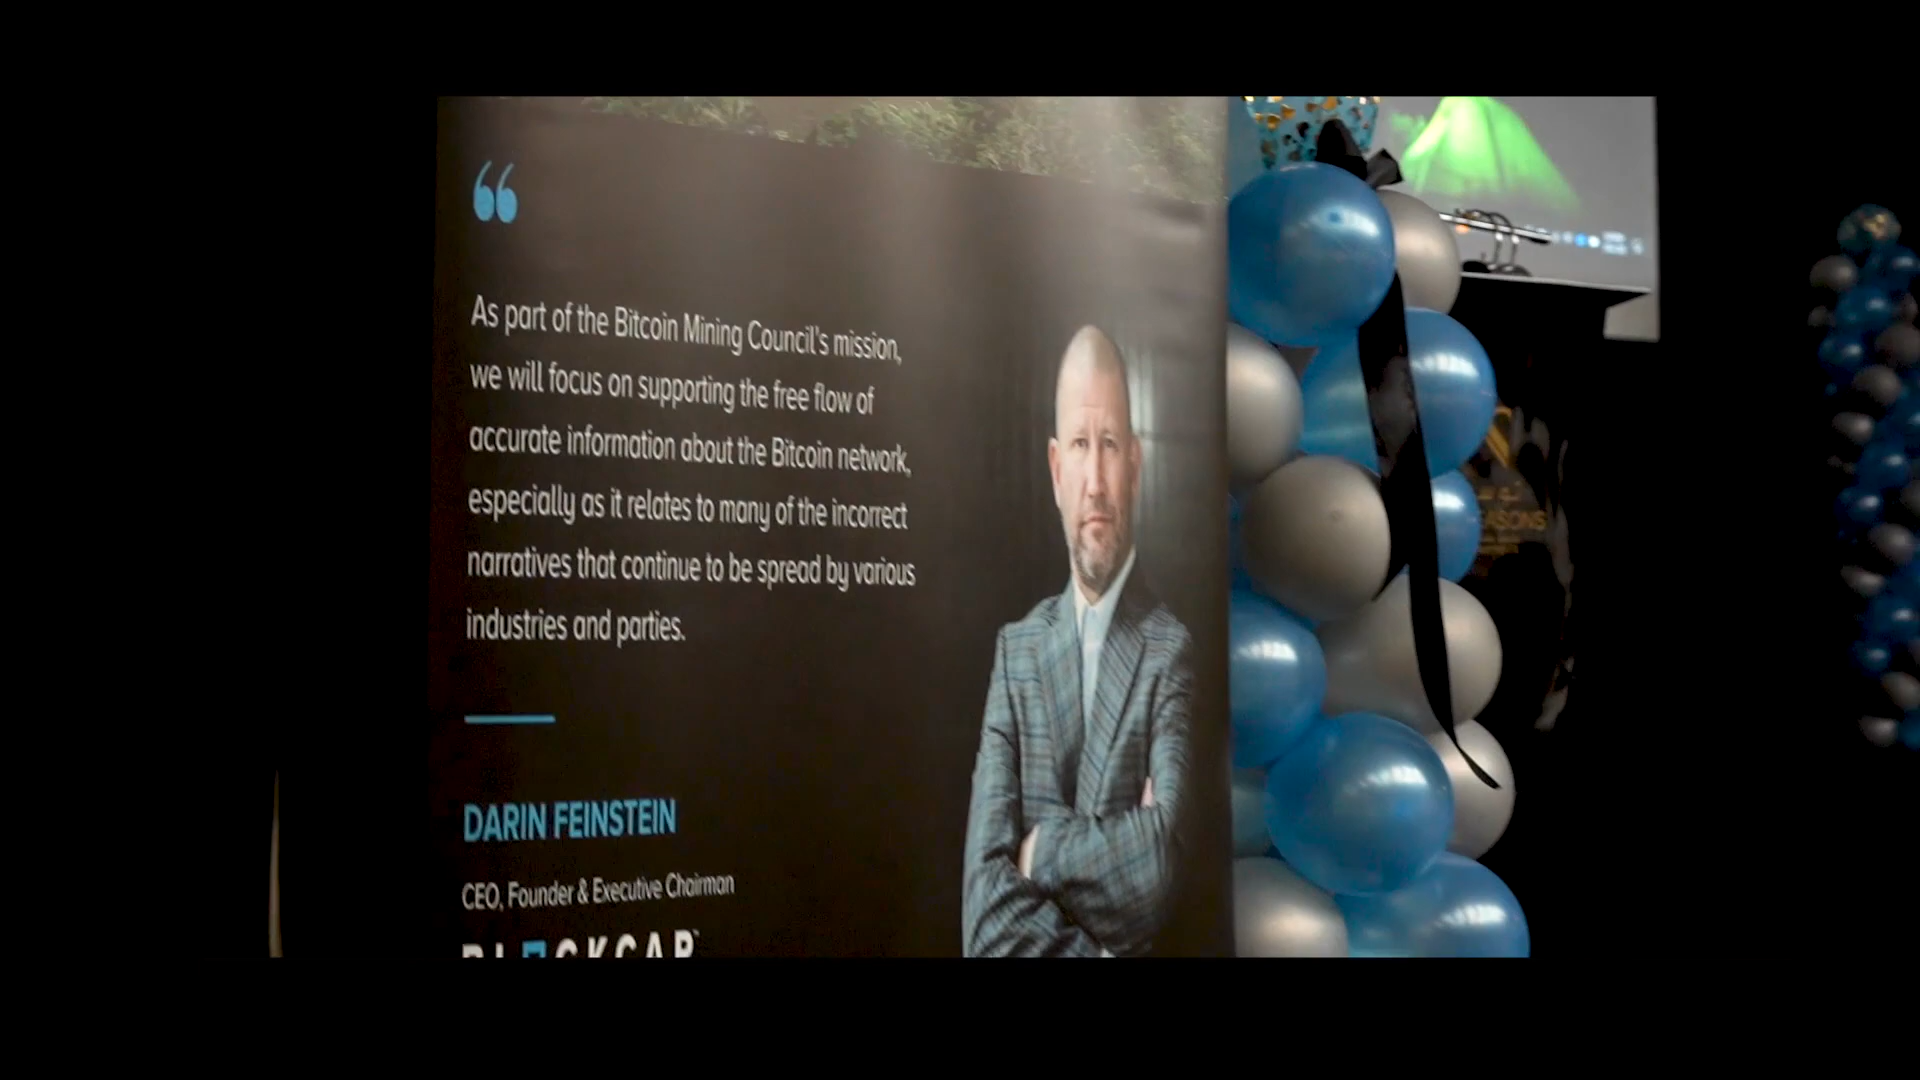 “
As part of the Bitcoin Mining Council's mission,
we will focus on supporting the free flow of
accurate information about the Bitcoin network,
especially as it relates to many of the incorrect
narratives that continue to be spread by various
industries and parties.
DARIN FEINSTEIN
CEO, Founder & Executive Chairman
BLOCKCAP